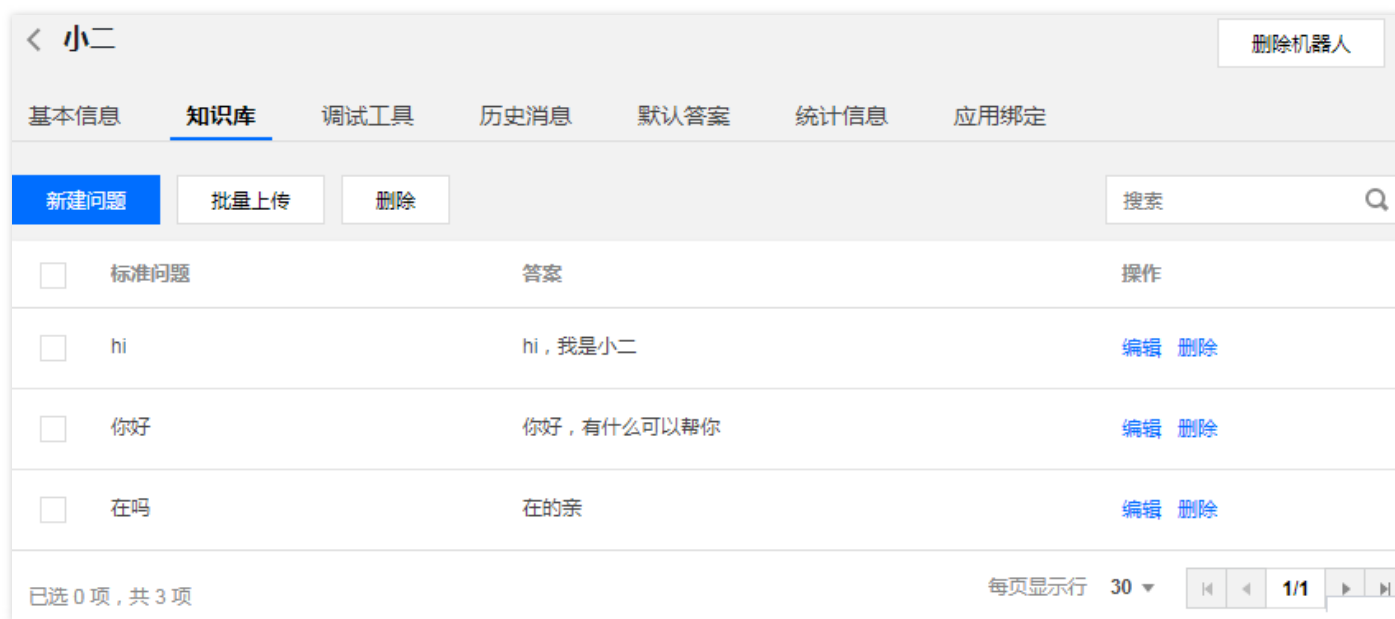 小二
删除机器人
基本信息 知识库 调试工具 历史消息 默认答案 统计信息 应用绑定
新建问题 批量上传 删除 搜索
标准问题 答案 操作
hi hi，我是小二 编辑 删除
你好 你好，有什么可以帮你 编辑 删除
在吗 在的亲 编辑 删除
已选 0 项，共 3 项 每页显示行 30 1/1